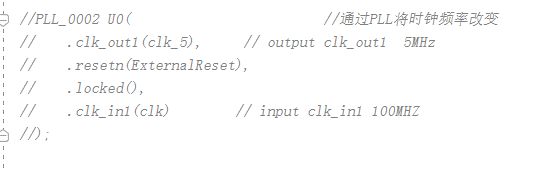 //PLL_0002 U0( //通过PLL将时钟频率改变
// .clk_out1(clk_5), // output clk_out1 5MHz
// .resetn(ExternalReset),
// .locked(),
// .clk_in1(clk) // input clk_in1 100MHZ
//);